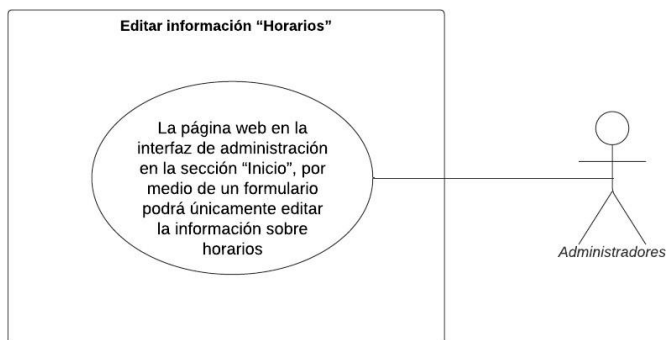 Editar información “Horarios”
La página web en la
interfaz de administración
en la sección “Inicio”, por
medio de un formulario
podrá únicamente editar
la información sobre
horarios
Administradores